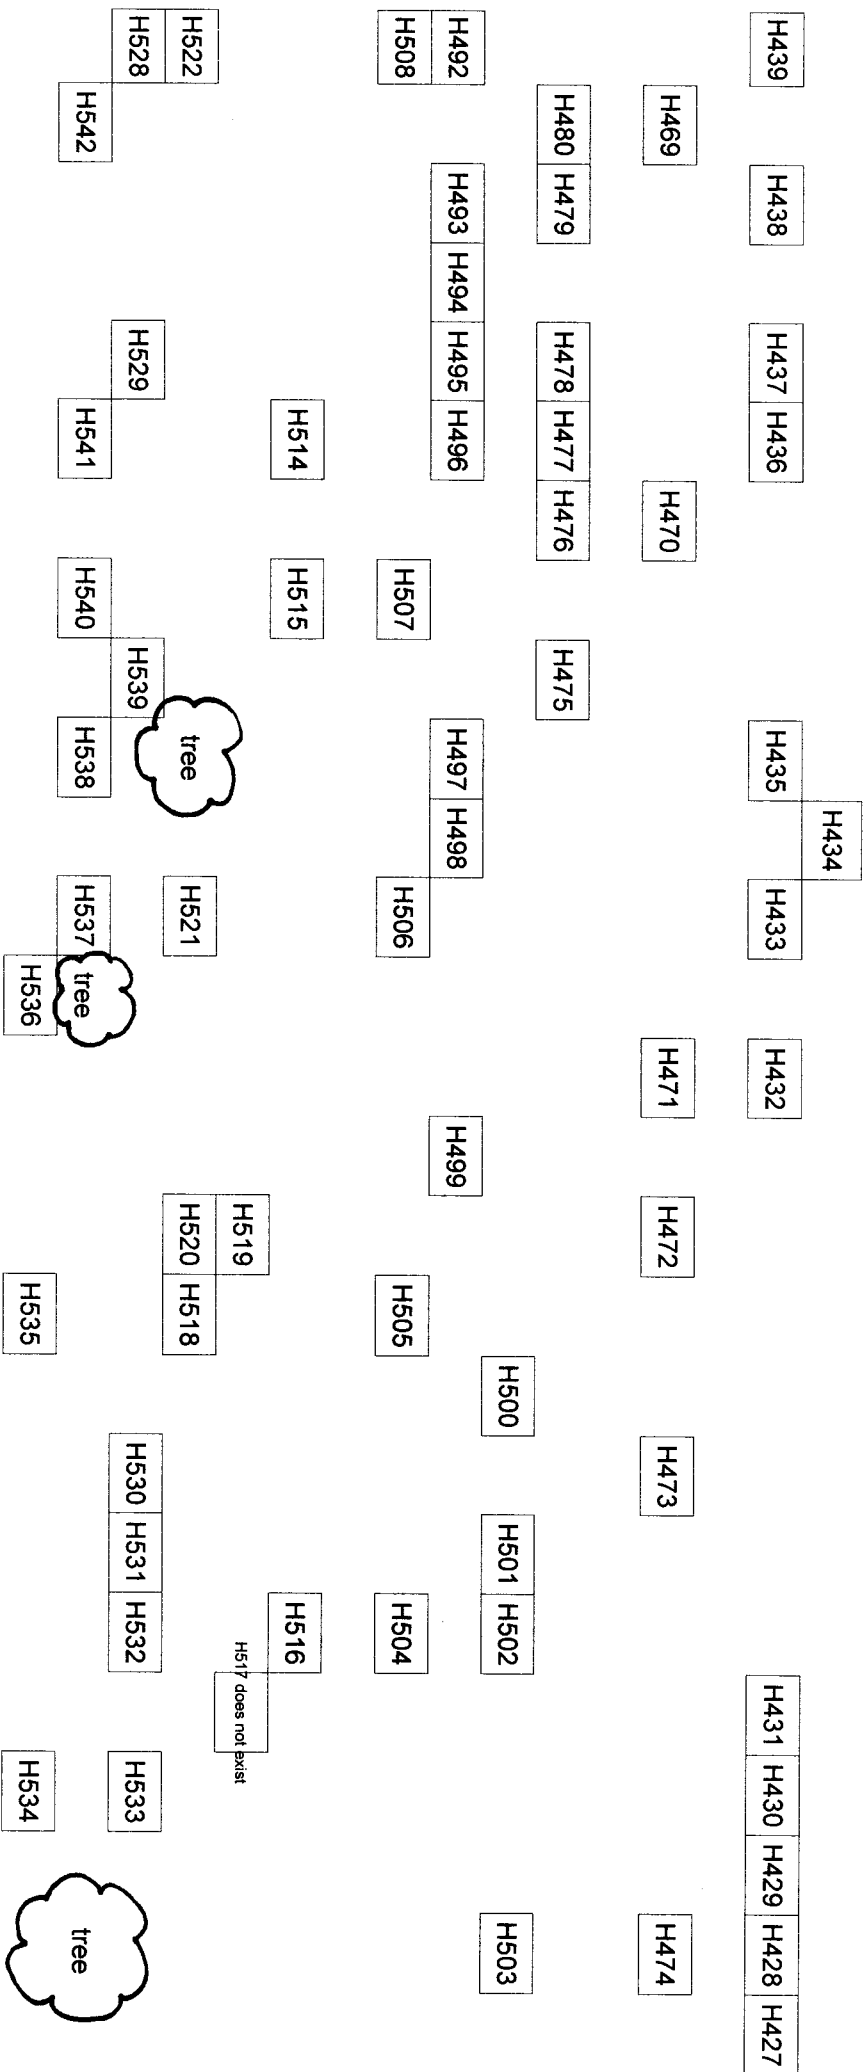 H434
H439 H438 H437 H436 H435 H433 H432 H431 H430 H429 H428 H427
H469 H470 H471 H472 H473 H474
H480 H479 H478 H477 H476 H475
H500 H501 H502 H503
H492 H493 H494 H495 H496 H497 H498 H499
H508 H507 H506 H505 H504
H514 H515 H516
H519 H517 does not exist
H522 tree H521 H520 H518
H528 H529 H539 H530 H531 H532 H533
H542 H541 H540 H538 H537 tree tree
H536 H535 H534